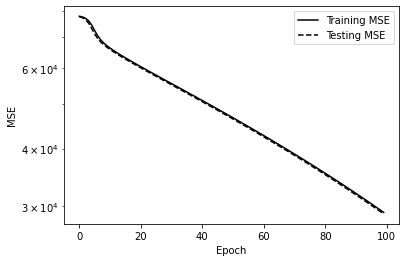 Training MSE
Testing MSE
6 × 10⁴
4 × 10⁴
3 × 10⁴
MSE
0
20
40
60
80
100
Epoch